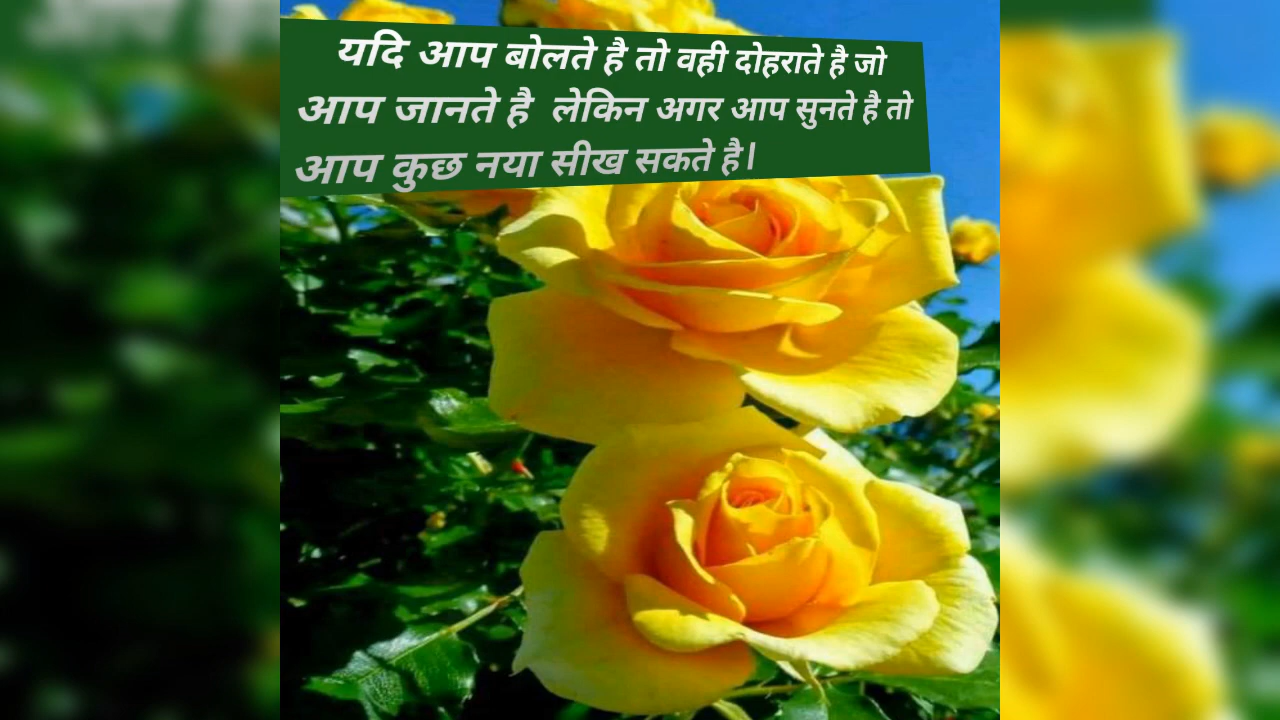 यदि आप बोलते है तो वही दोहराते है जो
आप जानते है लेकिन अगर आप सुनते है तो
आप कुछ नया सीख सकते है।